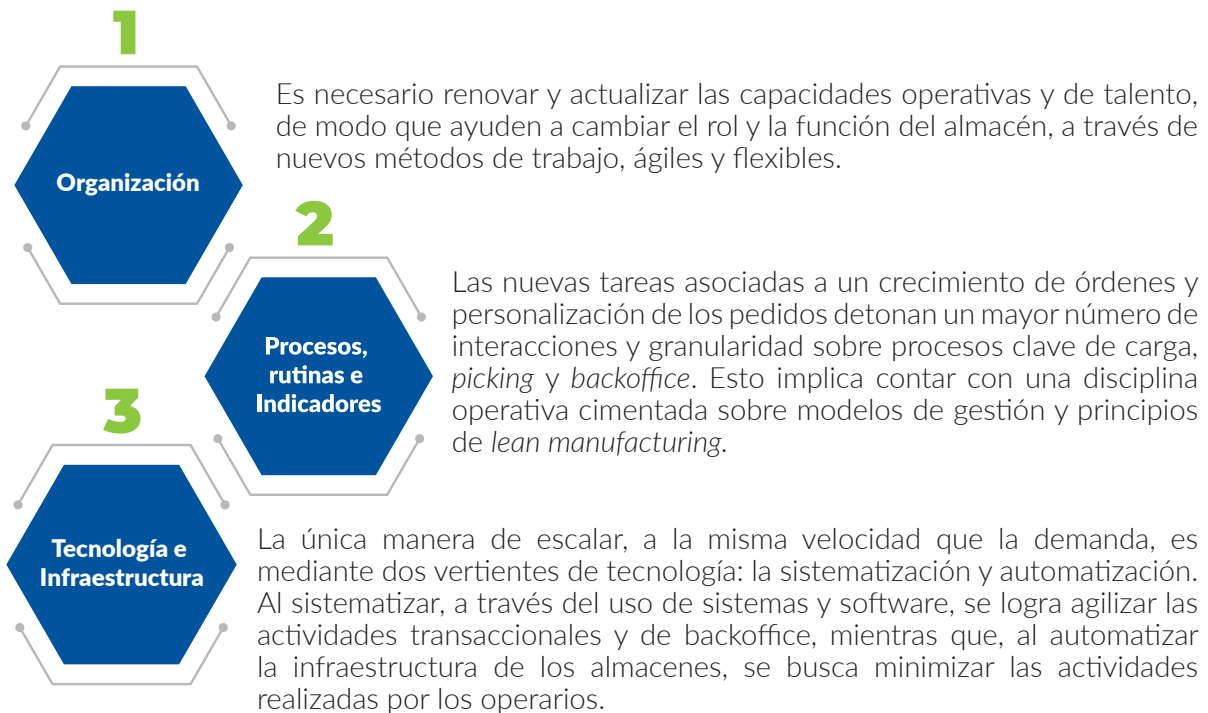 1
Organización
Es necesario renovar y actualizar las capacidades operativas y de talento,
de modo que ayuden a cambiar el rol y la función del almacén, a través de
nuevos métodos de trabajo, ágiles y flexibles.
2
Procesos,
rutinas e
Indicadores
Las nuevas tareas asociadas a un crecimiento de órdenes y
personalización de los pedidos detonan un mayor número de
interacciones y granularidad sobre procesos clave de carga,
picking y backoffice. Esto implica contar con una disciplina
operativa cimentada sobre modelos de gestión y principios
de lean manufacturing.
3
Tecnología e
Infraestructura
La única manera de escalar, a la misma velocidad que la demanda, es
mediante dos vertientes de tecnología: la sistematización y automatización.
Al sistematizar, a través del uso de sistemas y software, se logra agilizar las
actividades transaccionales y de backoffice, mientras que, al automatizar
la infraestructura de los almacenes, se busca minimizar las actividades
realizadas por los operarios.